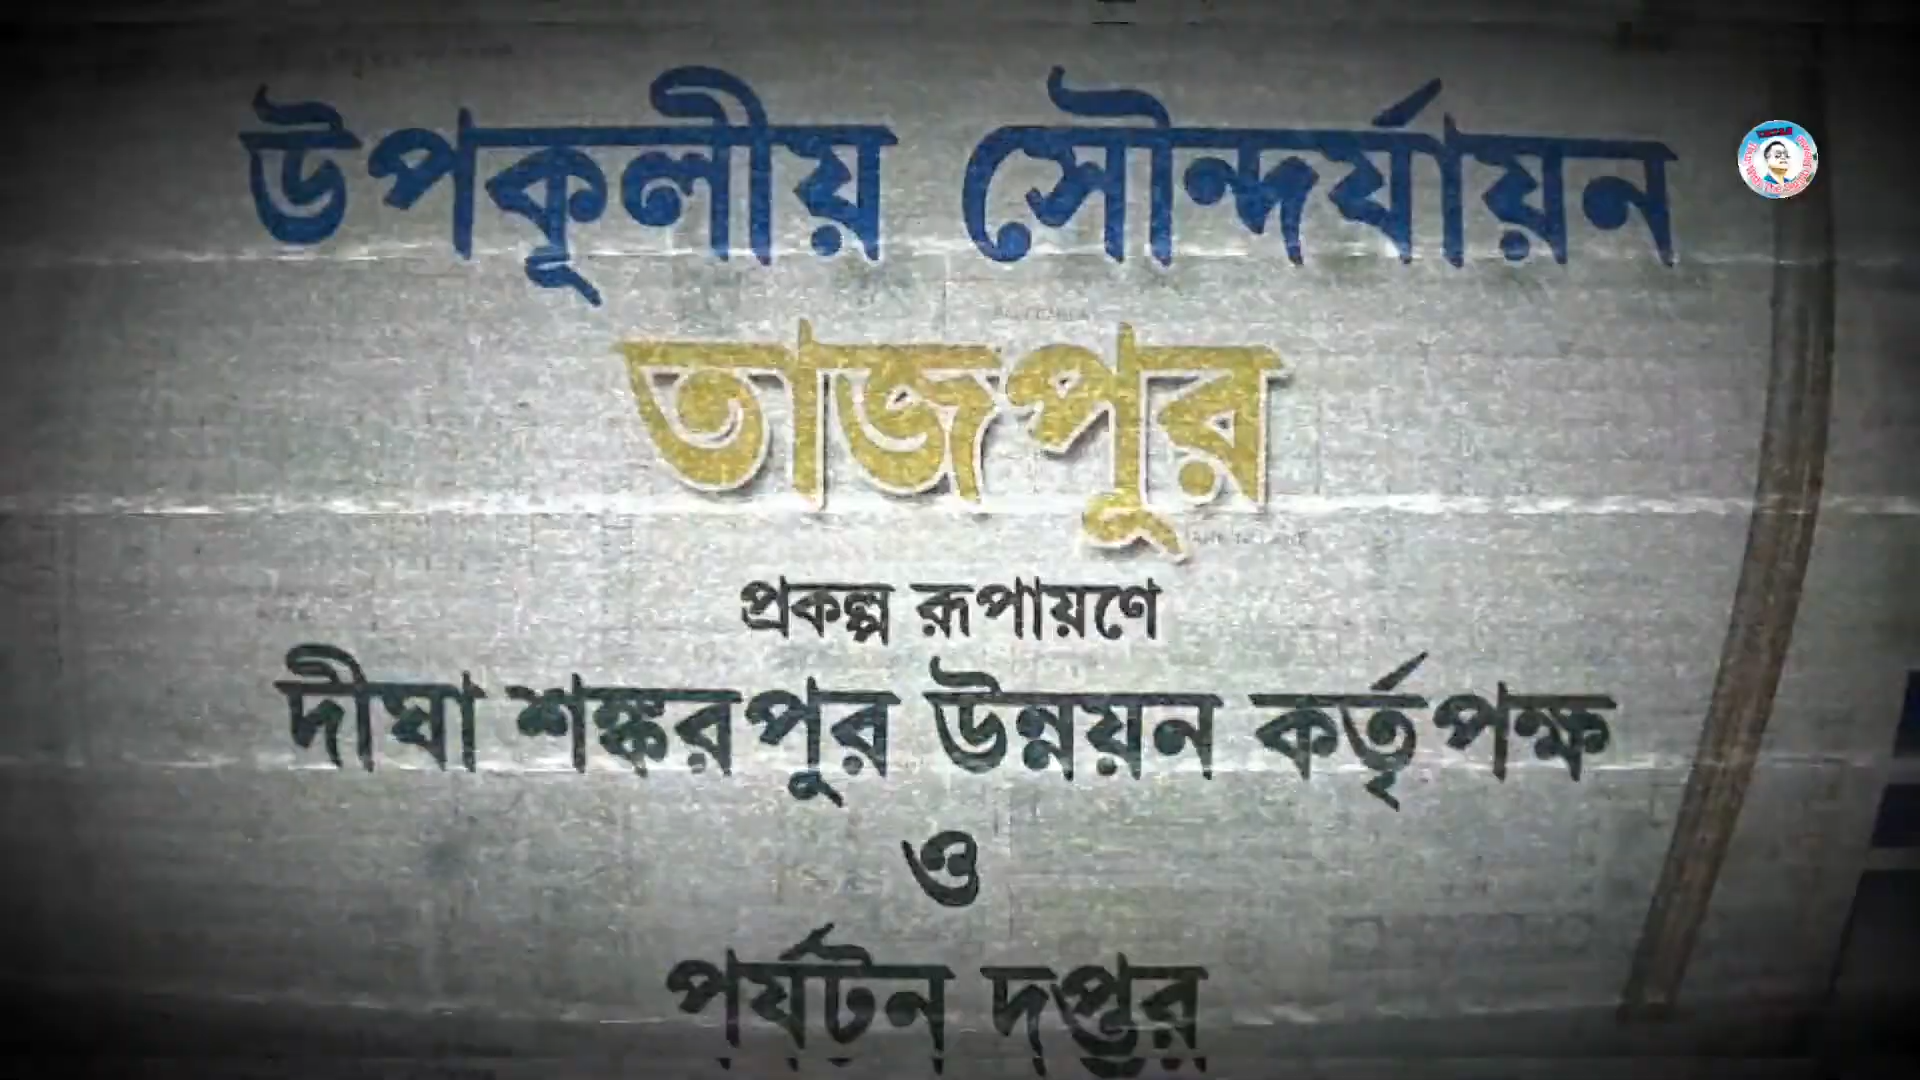 উপকূলীয় সৌন্দর্যায়ন
তাজপুর
প্রকল্প রূপায়ণে
দীঘা শঙ্করপুর উন্নয়ন কর্তৃপক্ষ
ও
পর্যটন দপ্তর